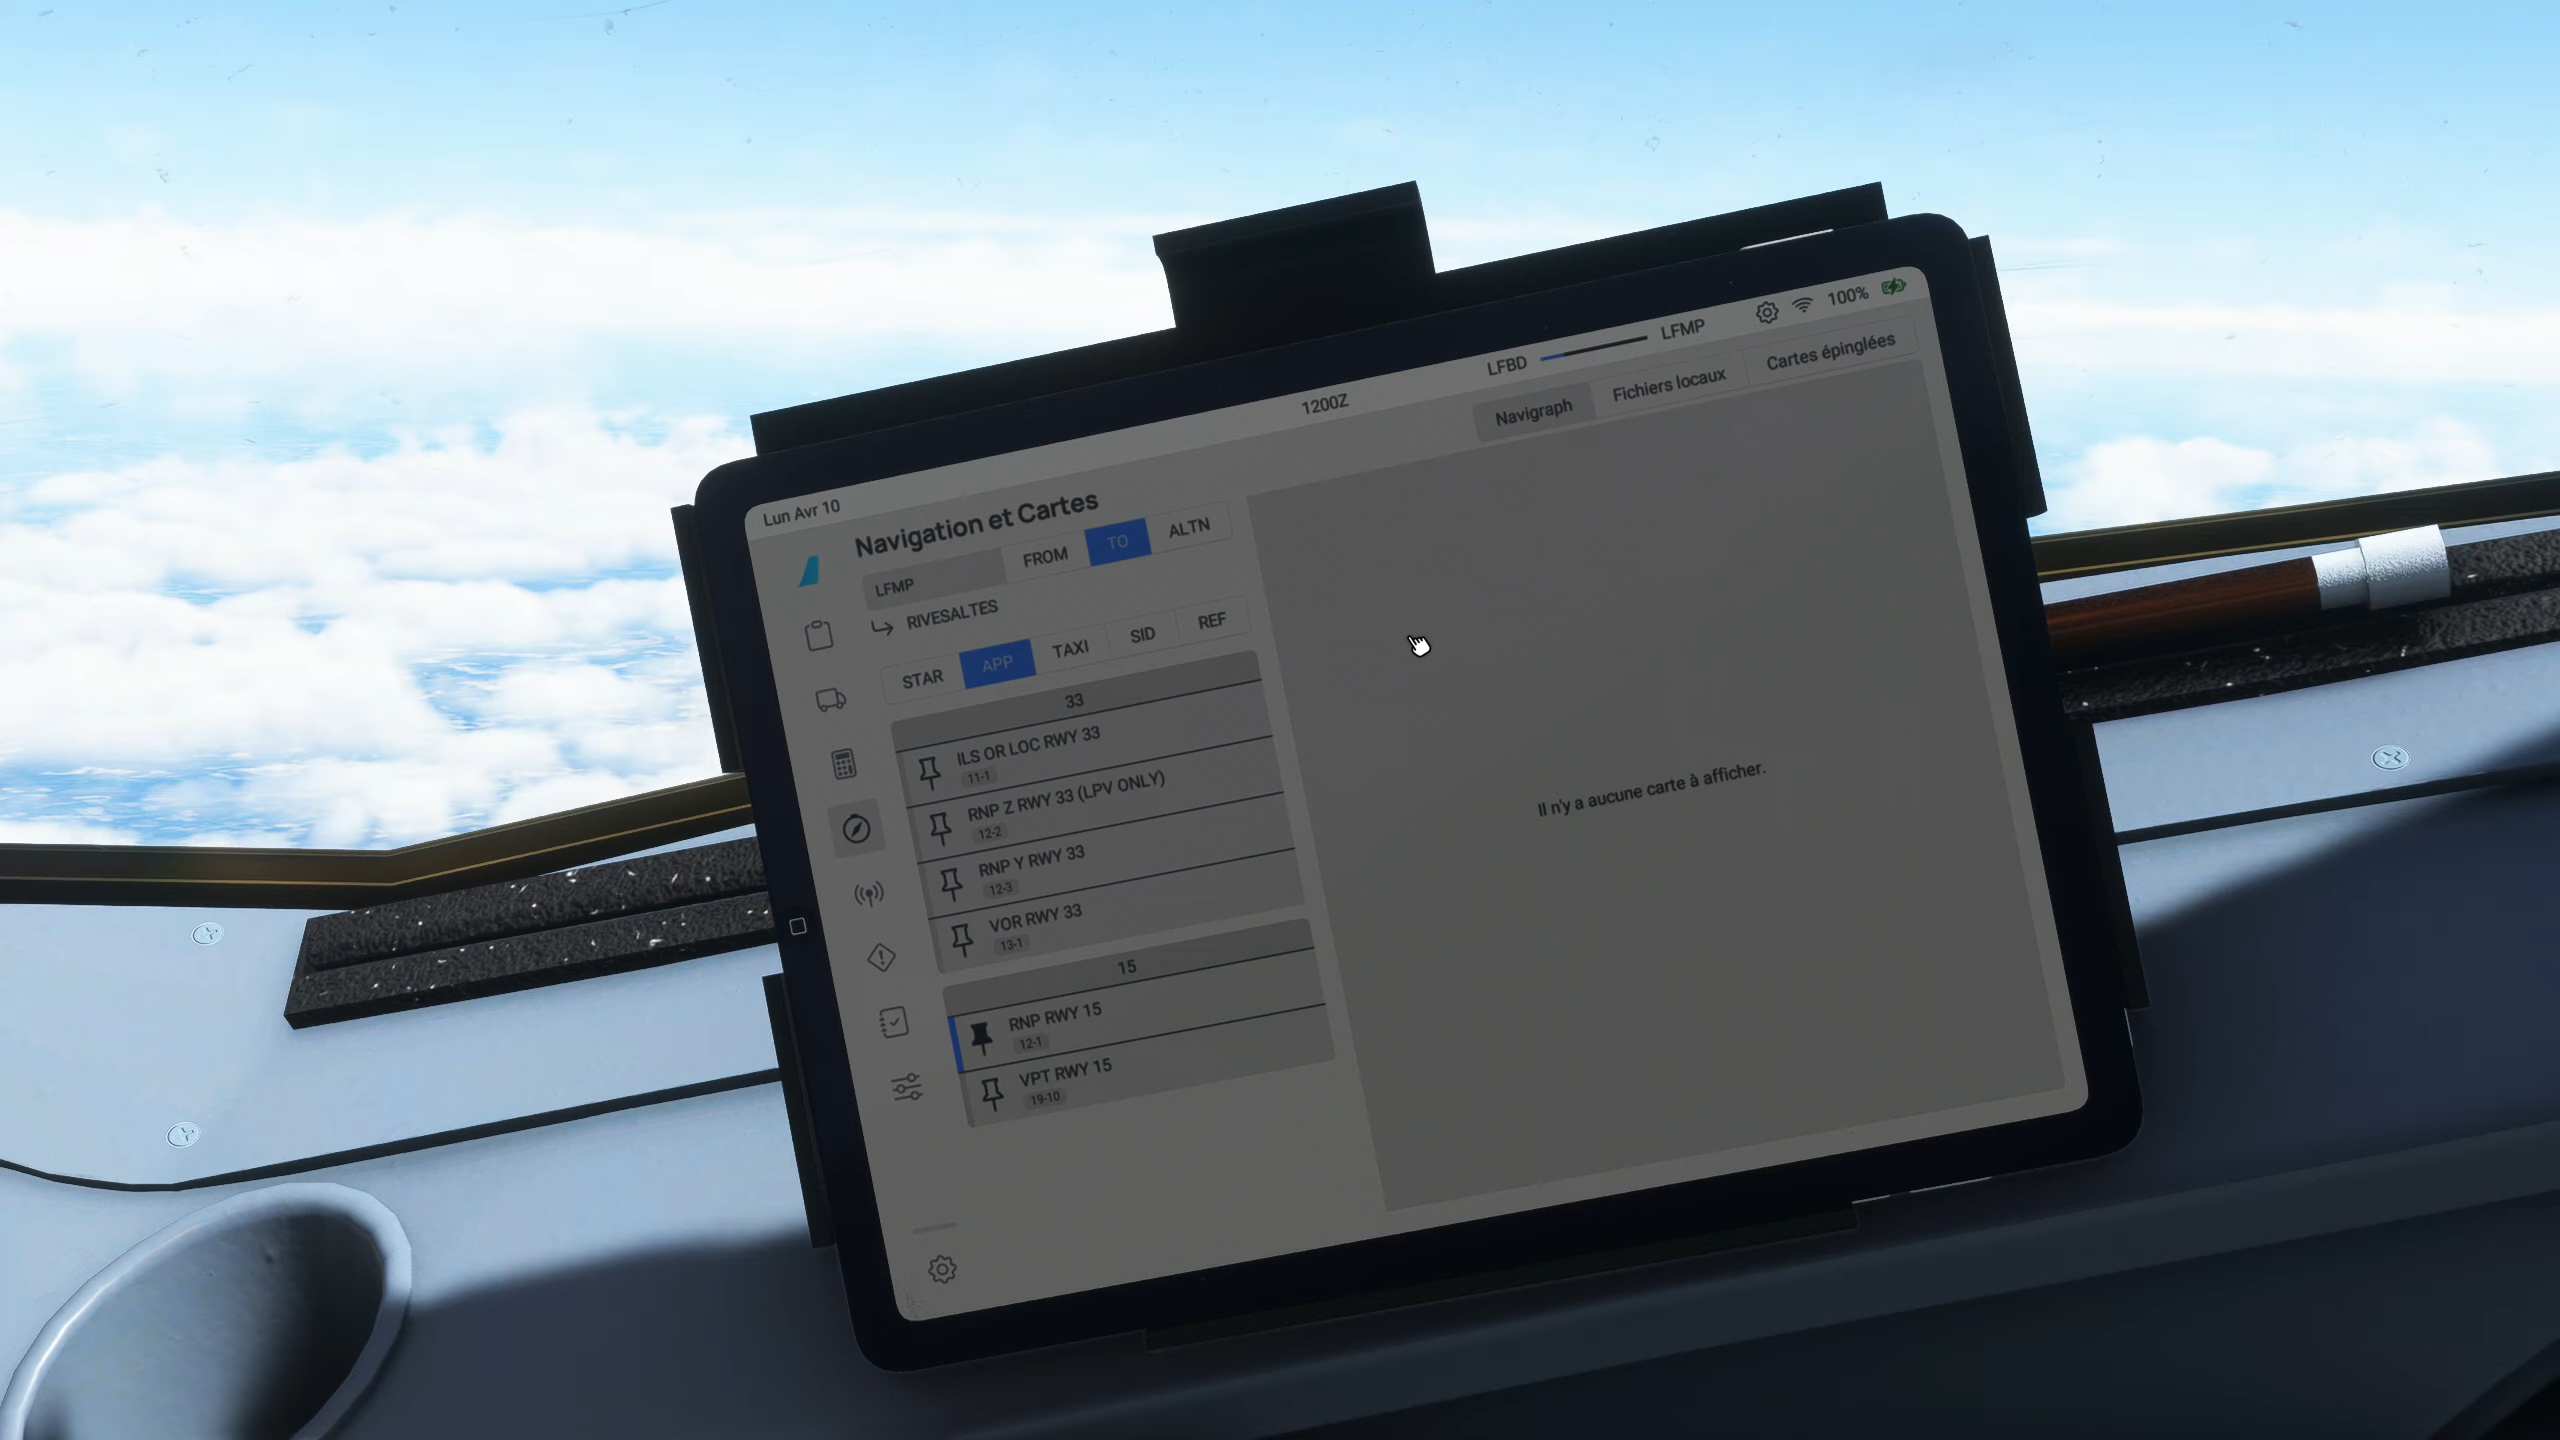 Lun Avr 10
1200Z
LFBD
LFMP
100%
Navigation et Cartes
Navigraph
Fichiers locaux
Cartes épinglées
LFMP
FROM
TO
ALTN
RIVESALTES
STAR
APP
TAXI
SID
REF
33
ILS OR LOC RWY 33
11-1
RNP Z RWY 33 (LPV ONLY)
12-2
RNP Y RWY 33
12-3
VOR RWY 33
13-1
15
RNP RWY 15
12-1
VPT RWY 15
19-10
Il n'y a aucune carte à afficher.